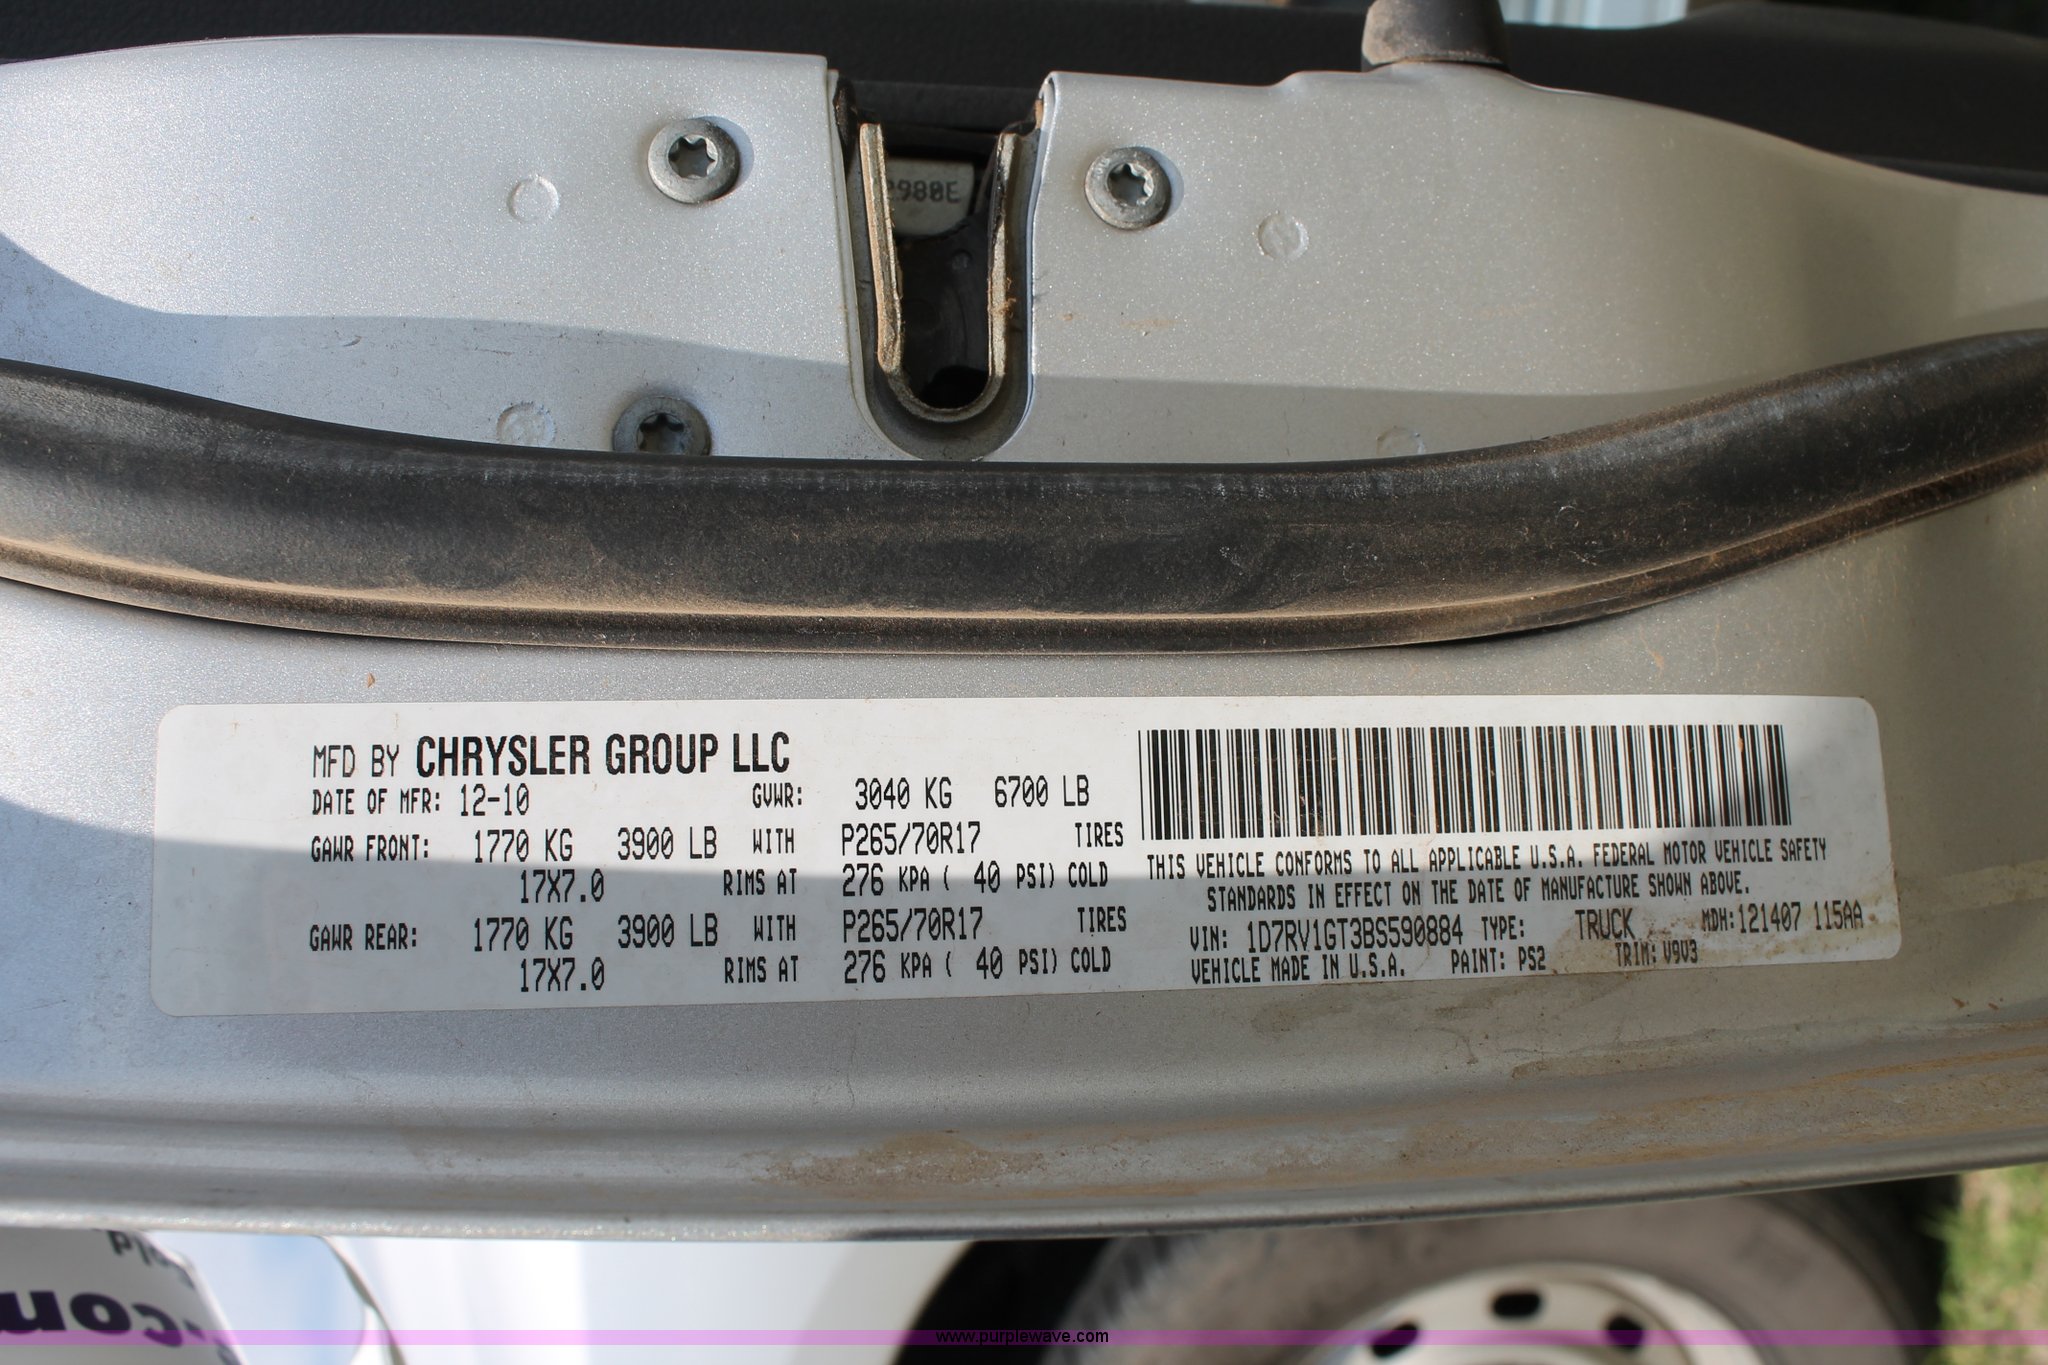 2980E
MFD BY CHRYSLER GROUP LLC
DATE OF MFR: 12-10 GVWR: 3040 KG 6700 LB
GAWR FRONT: 1770 KG 3900 LB WITH P265/70R17 TIRES
17X7.0 RIMS AT 276 KPA ( 40 PSI) COLD
GAWR REAR: 1770 KG 3900 LB WITH P265/70R17 TIRES
17X7.0 RIMS AT 276 KPA ( 40 PSI) COLD
THIS VEHICLE CONFORMS TO ALL APPLICABLE U.S.A. FEDERAL MOTOR VEHICLE SAFETY
STANDARDS IN EFFECT ON THE DATE OF MANUFACTURE SHOWN ABOVE.
VIN: 1D7RV1GT3BS590884 TYPE: TRUCK MDH:121407 115AA
VEHICLE MADE IN U.S.A. PAINT: PS2 TRIM: V9V3
www.purplewave.com